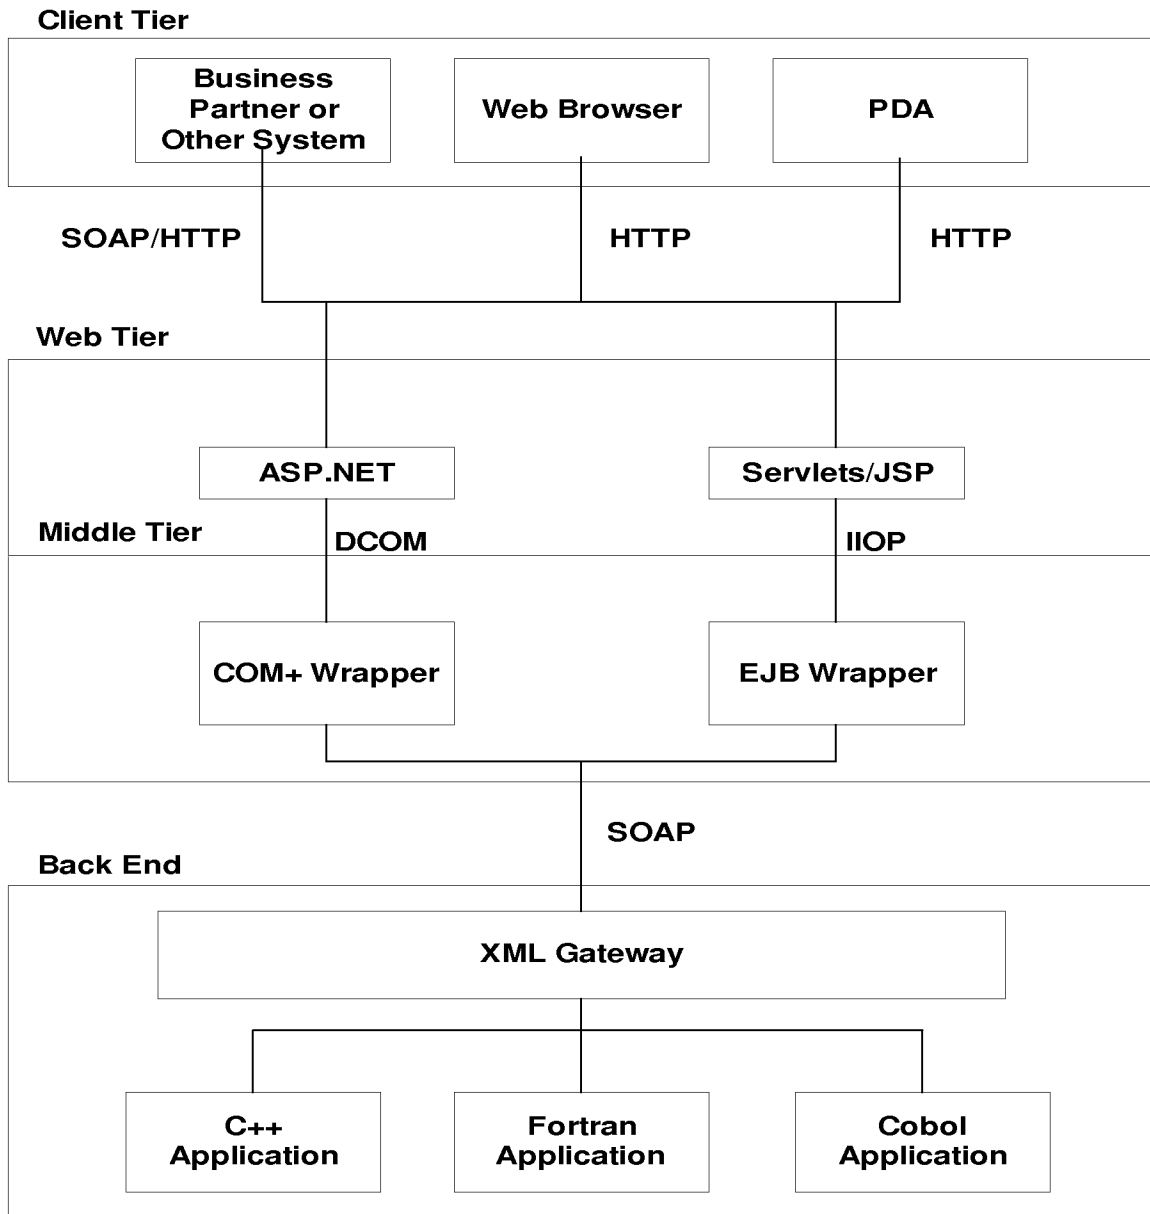 Client Tier
Business
Partner or
Other System
Web Browser
PDA
SOAP/HTTP
HTTP
HTTP
Web Tier
ASP.NET
Servlets/JSP
Middle Tier
DCOM
IIOP
COM+ Wrapper
EJB Wrapper
SOAP
Back End
XML Gateway
C++
Application
Fortran
Application
Cobol
Application